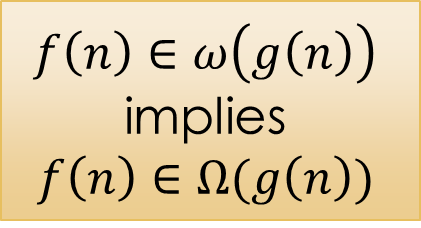 f(n) ∈ ω(g(n))
implies
f(n) ∈ Ω(g(n))